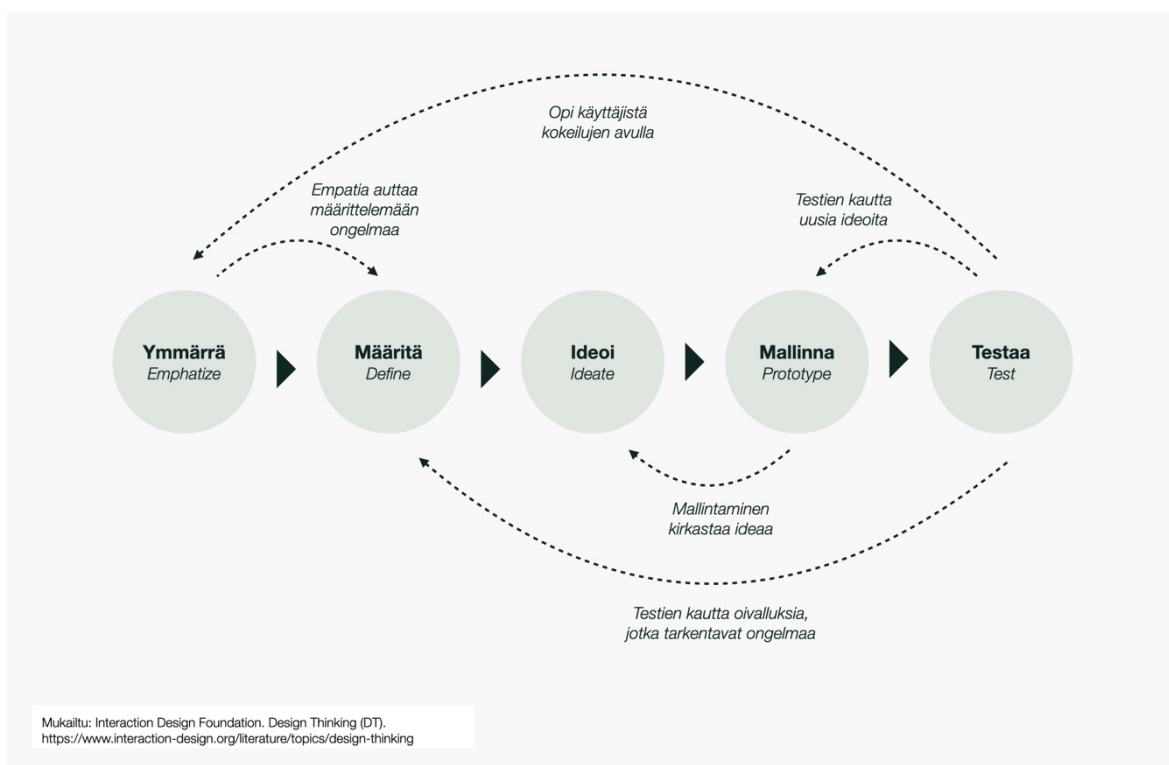 Opi käyttäjistä
kokeilujen avulla
Empatia auttaa
määrittelemään
ongelmaa
Testien kautta
uusia ideoita
Ymmärrä
Emphatize
Määritä
Define
Ideoi
Ideate
Mallinna
Prototype
Testaa
Test
Mallintaminen
kirkastaa ideaa
Testien kautta oivalluksia,
jotka tarkentavat ongelmaa
Mukailtu: Interaction Design Foundation. Design Thinking (DT).
https://www.interaction-design.org/literature/topics/design-thinking